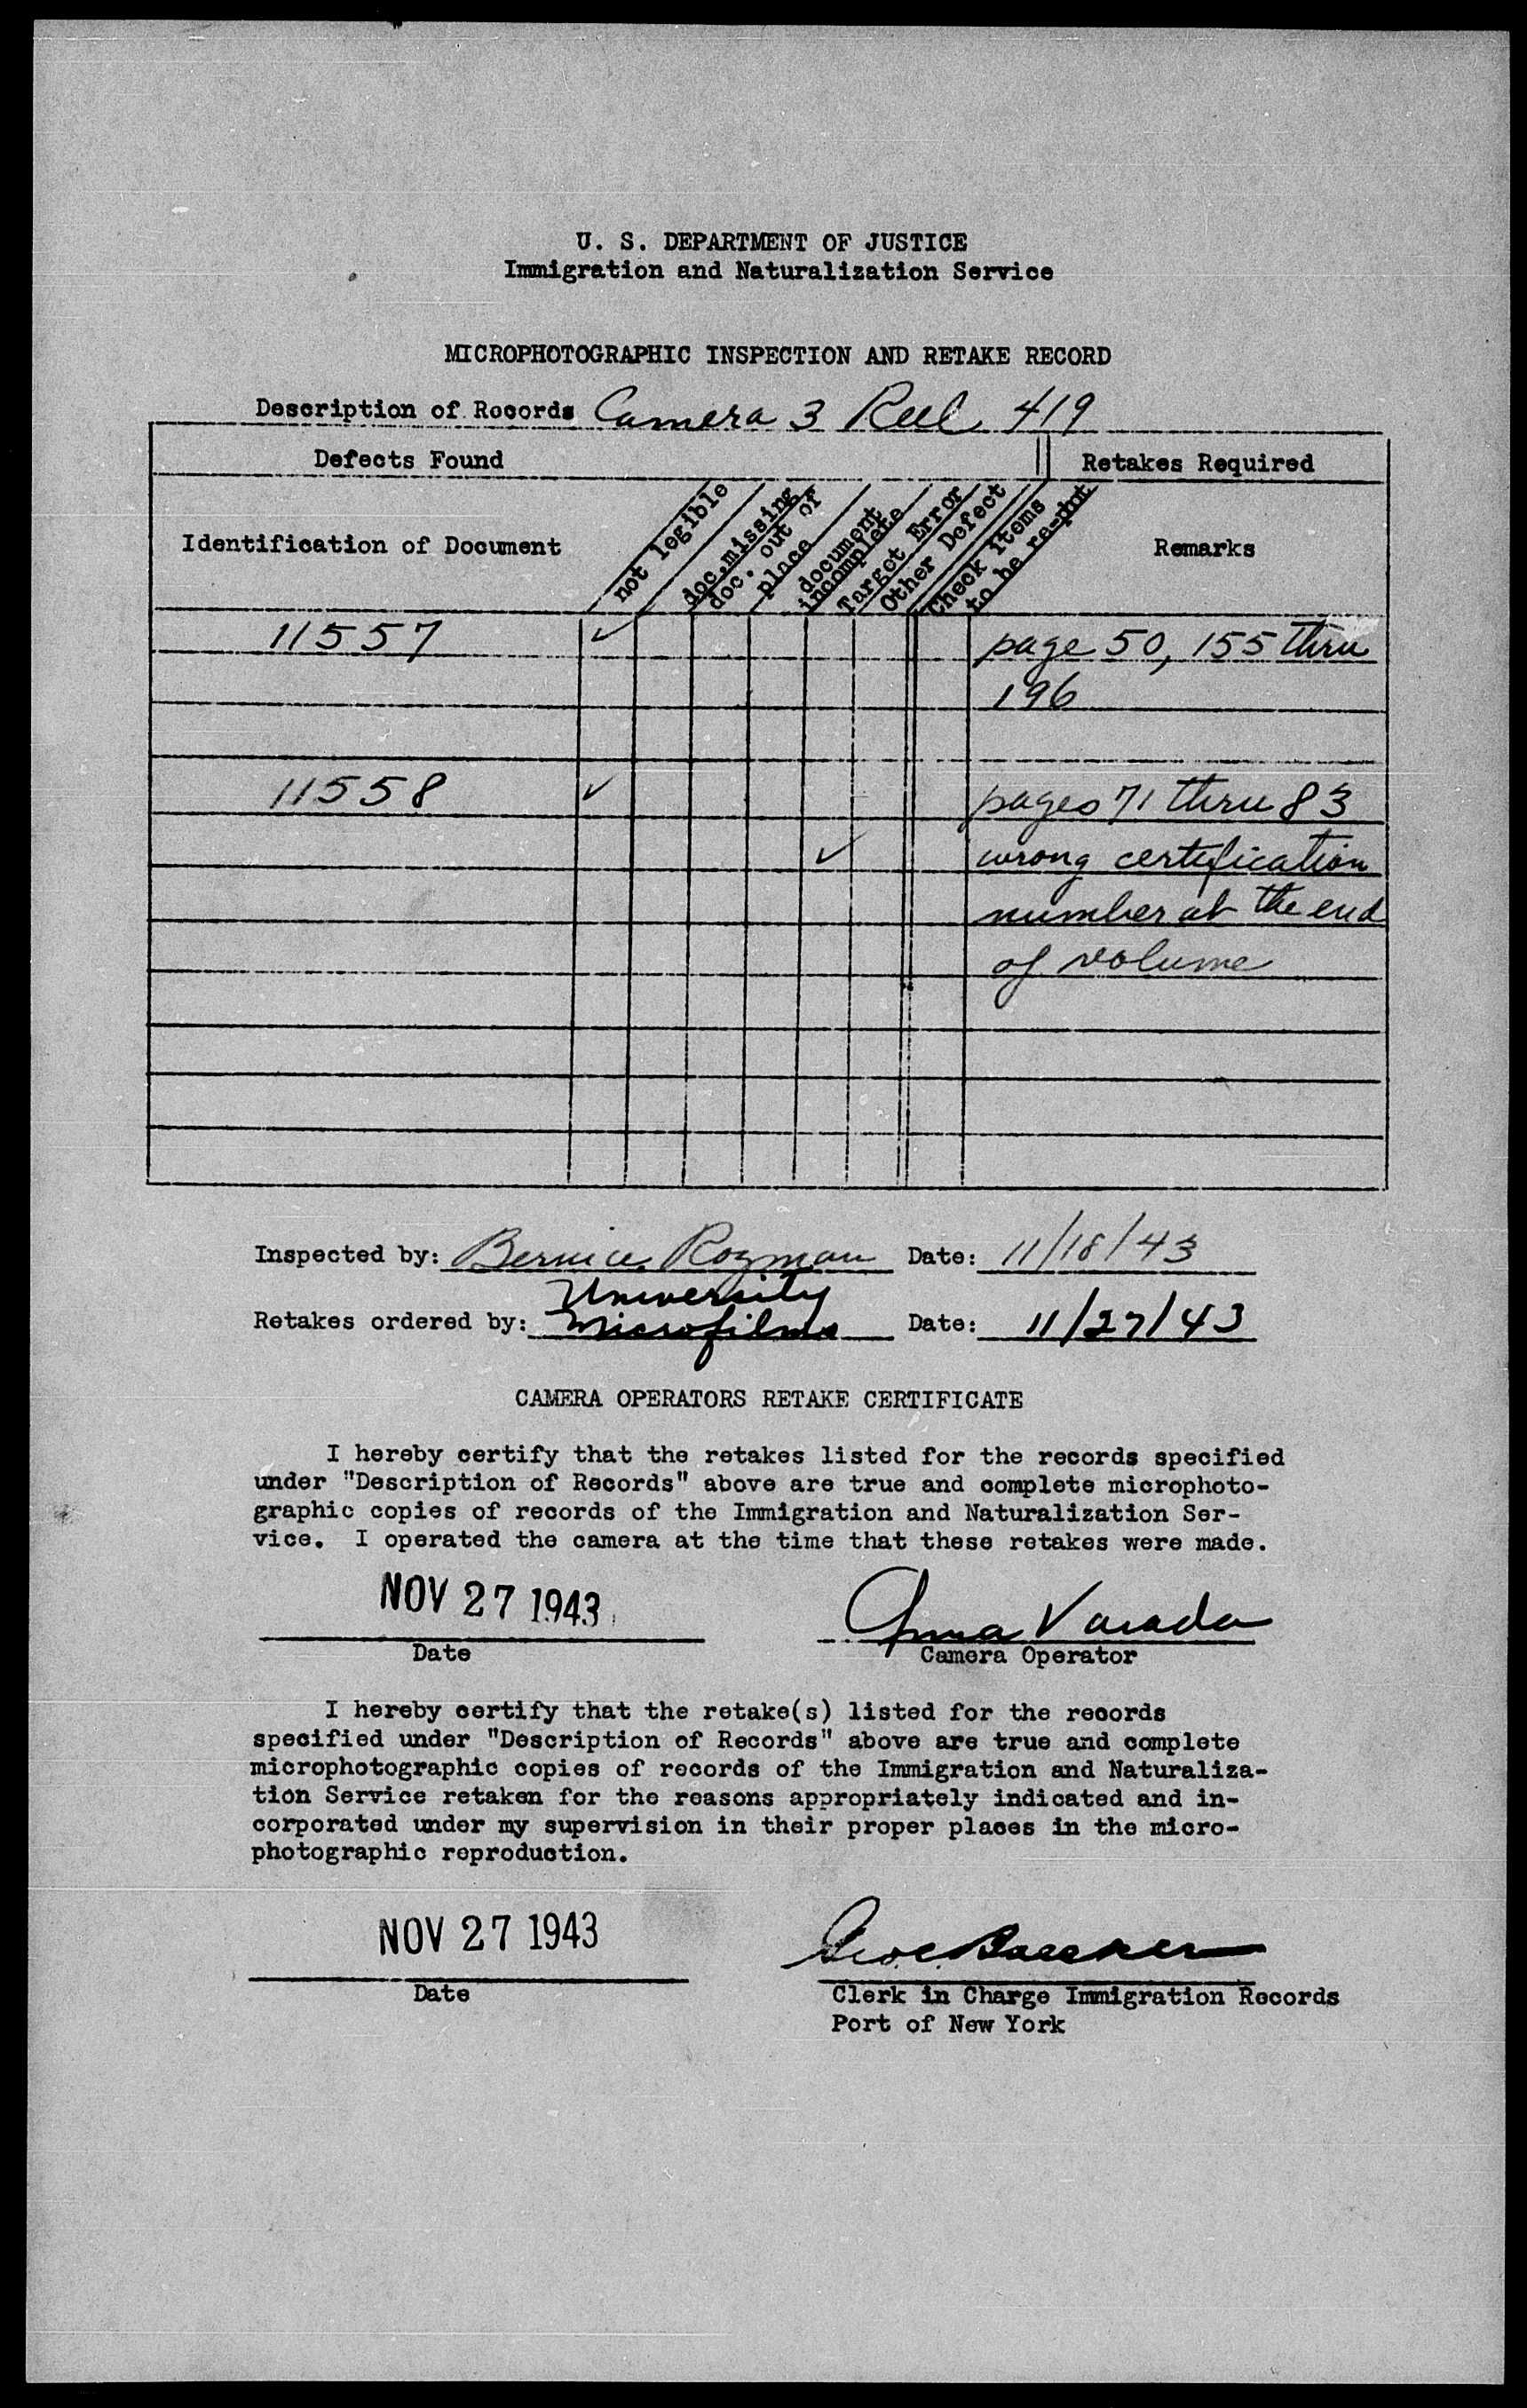 U. S. DEPARTMENT OF JUSTICE
Immigration and Naturalization Service
MICROPHOTOGRAPHIC INSPECTION AND RETAKE RECORD
Description of Records Camera 3 Reel 419
Defects Found
Retakes Required
Identification of Document
not legible
doc. missing
doc. out of
place
document
incomplete
Target Error
Other Defect
Check items
to be re-pht
Remarks
11557 ✓ page 50, 155 thru
196
11558 ✓ pages 71 thru 83
✓ wrong certification
number at the end
of volume
Inspected by: Bernice Rozman Date: 11/18/43
University
Retakes ordered by: Microfilms Date: 11/27/43
CAMERA OPERATORS RETAKE CERTIFICATE
I hereby certify that the retakes listed for the records specified
under "Description of Records" above are true and complete microphoto-
graphic copies of records of the Immigration and Naturalization Ser-
vice. I operated the camera at the time that these retakes were made.
NOV 27 1943 Anna Varada
Date Camera Operator
I hereby certify that the retake(s) listed for the records
specified under "Description of Records" above are true and complete
microphotographic copies of records of the Immigration and Naturaliza-
tion Service retaken for the reasons appropriately indicated and in-
corporated under my supervision in their proper places in the micro-
photographic reproduction.
NOV 27 1943
Date
Clerk in Charge Immigration Records
Port of New York